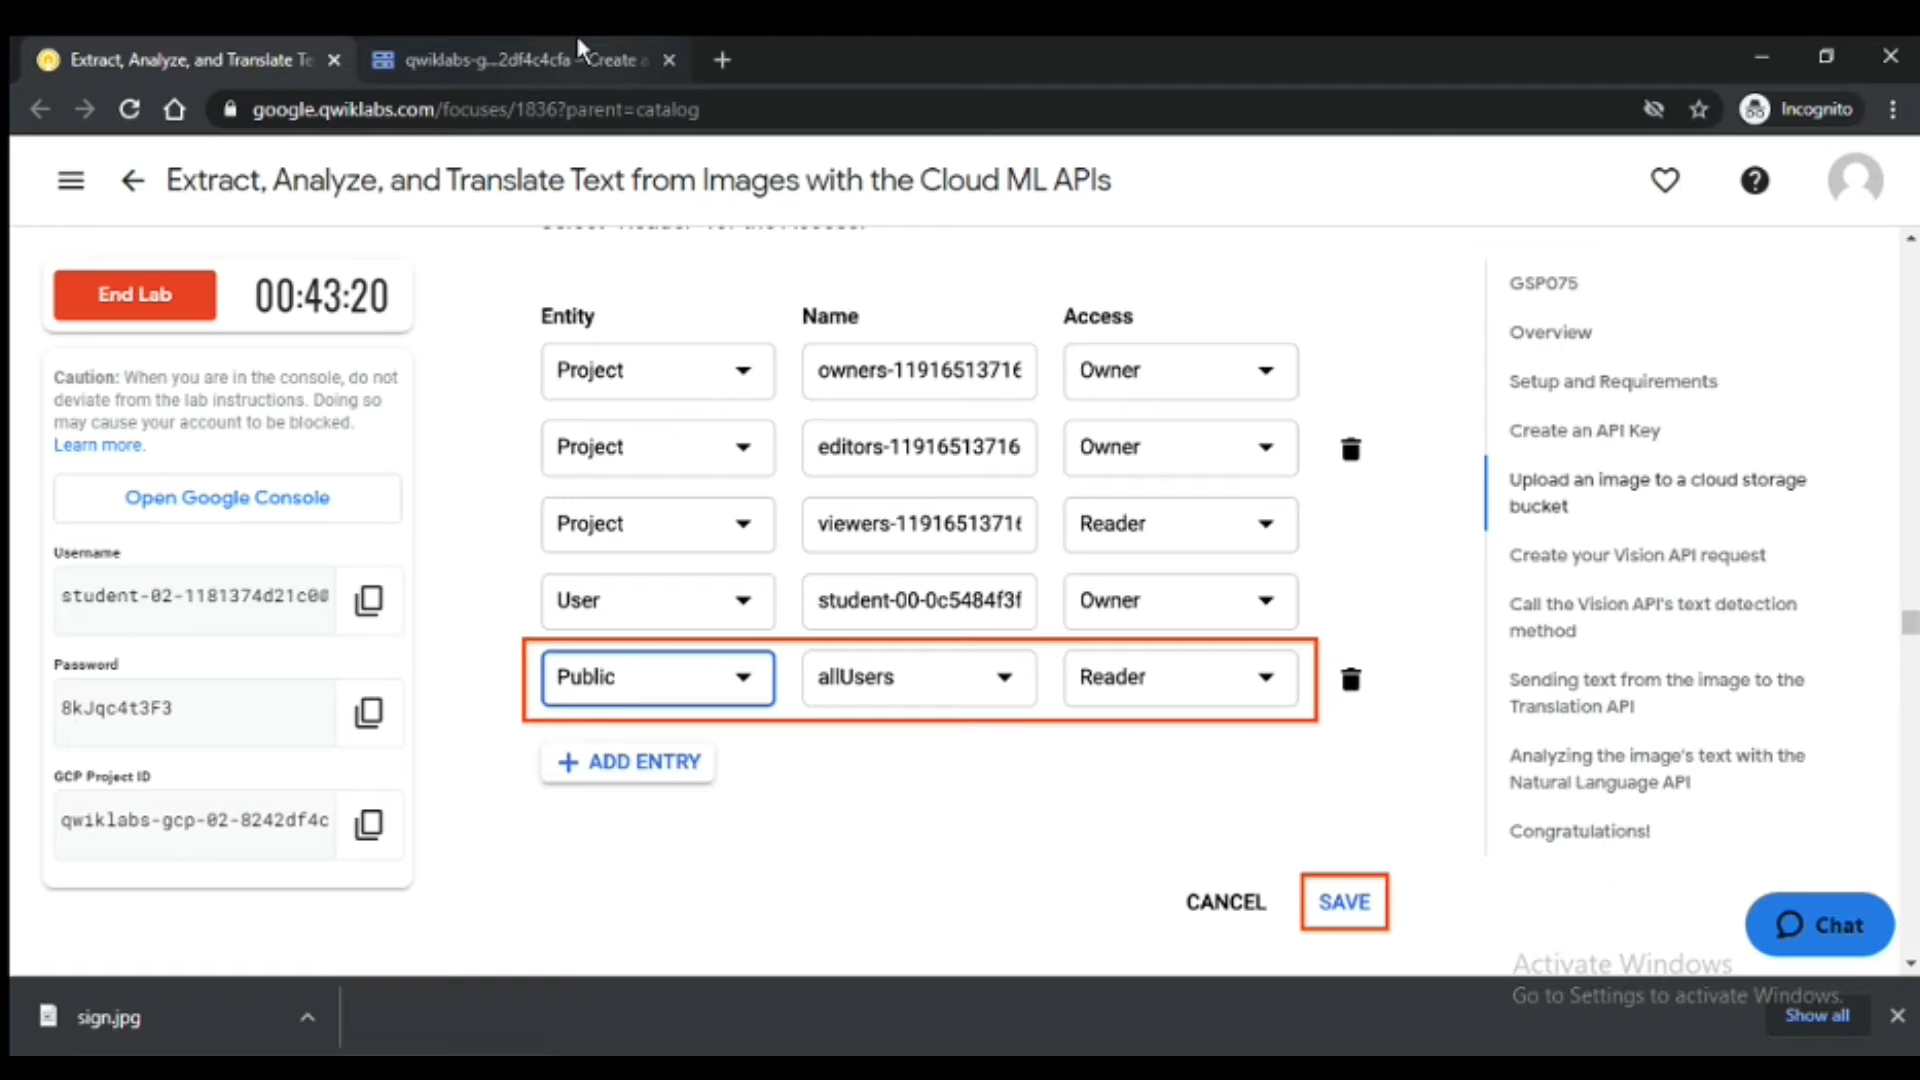 Extract, Analyze, and Translate Te
qwiklabs-g...2df4c4cfa - Create a
google.qwiklabs.com/focuses/1836?parent=catalog
Incognito
Extract, Analyze, and Translate Text from Images with the Cloud ML APIs
End Lab
00:43:20
Caution: When you are in the console, do not
deviate from the lab instructions. Doing so
may cause your account to be blocked.
Learn more.
Open Google Console
Username
student-02-1181374d21c0@
Password
8kJqc4t3F3
GCP Project ID
qwiklabs-gcp-02-8242df4c
Entity Name Access
Project owners-11916513716 Owner
Project editors-11916513716 Owner
Project viewers-11916513716 Reader
User student-00-0c5484f3f Owner
Public allUsers Reader
+ ADD ENTRY
CANCEL SAVE
GSP075
Overview
Setup and Requirements
Create an API Key
Upload an image to a cloud storage
bucket
Create your Vision API request
Call the Vision API's text detection
method
Sending text from the image to the
Translation API
Analyzing the image's text with the
Natural Language API
Congratulations!
Chat
Activate Windows
Go to Settings to activate Windows.
sign.jpg
Show all